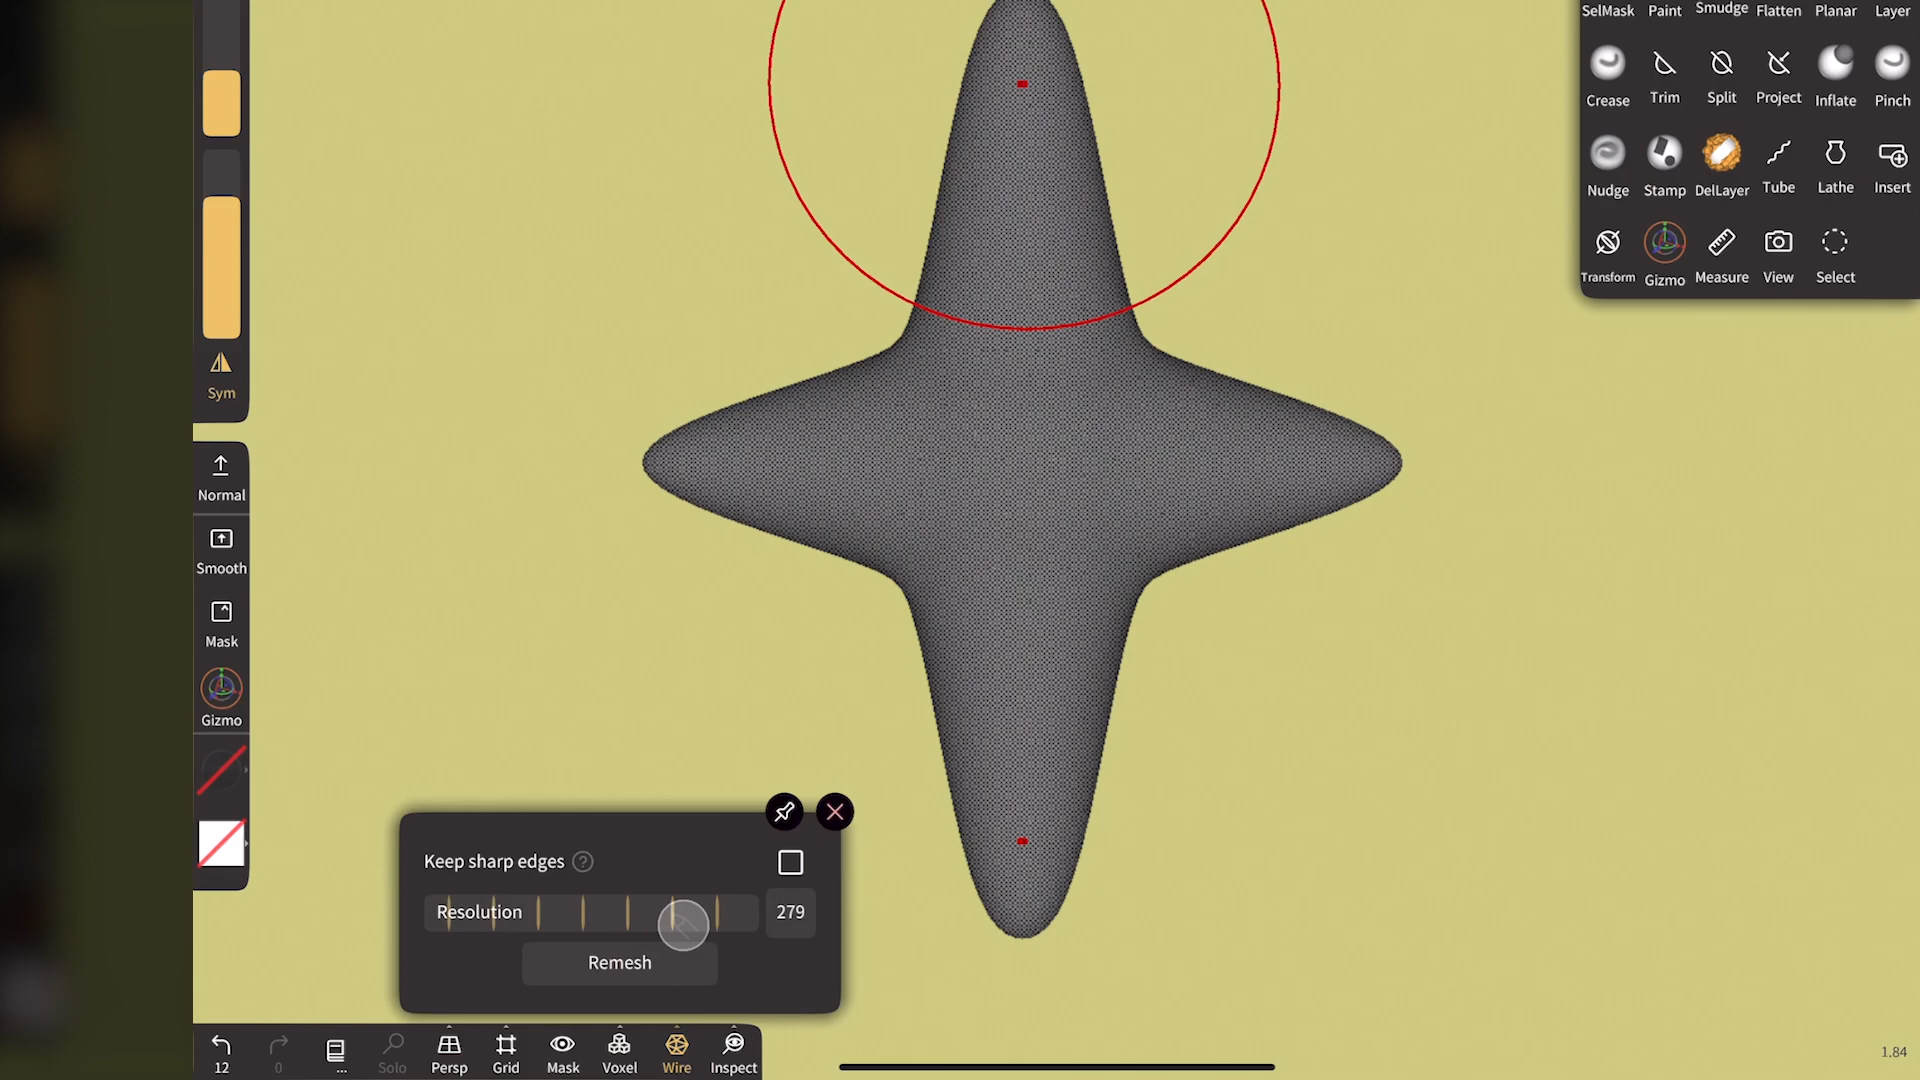 SelMask Paint Smudge Flatten Planar Layer
Crease Trim Split Project Inflate Pinch
Nudge Stamp DelLayer Tube Lathe Insert
Transform Gizmo Measure View Select
Sym
Normal
Smooth
Mask
Gizmo
Keep sharp edges ?
Resolution 279
Remesh
12 0 ... Solo Persp Grid Mask Voxel Wire Inspect
1.84